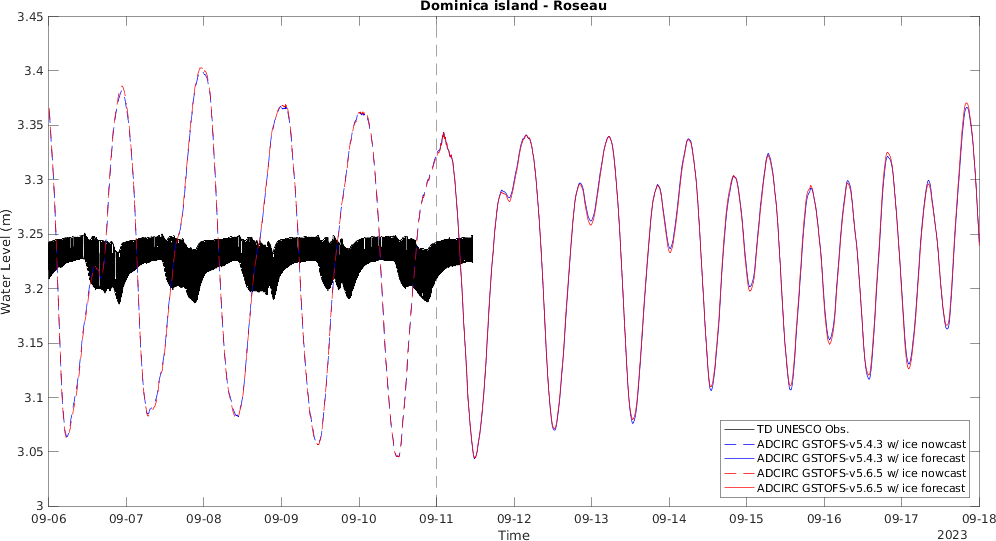 Dominica island - Roseau
3.45
3.4
3.35
3.3
3.25
3.2
3.15
3.1
3.05
3
Water Level (m)
TD UNESCO Obs.
ADCIRC GSTOFS-v5.4.3 w/ ice nowcast
ADCIRC GSTOFS-v5.4.3 w/ ice forecast
ADCIRC GSTOFS-v5.6.5 w/ ice nowcast
ADCIRC GSTOFS-v5.6.5 w/ ice forecast
09-06 09-07 09-08 09-09 09-10 09-11 09-12 09-13 09-14 09-15 09-16 09-17 09-18
Time
2023